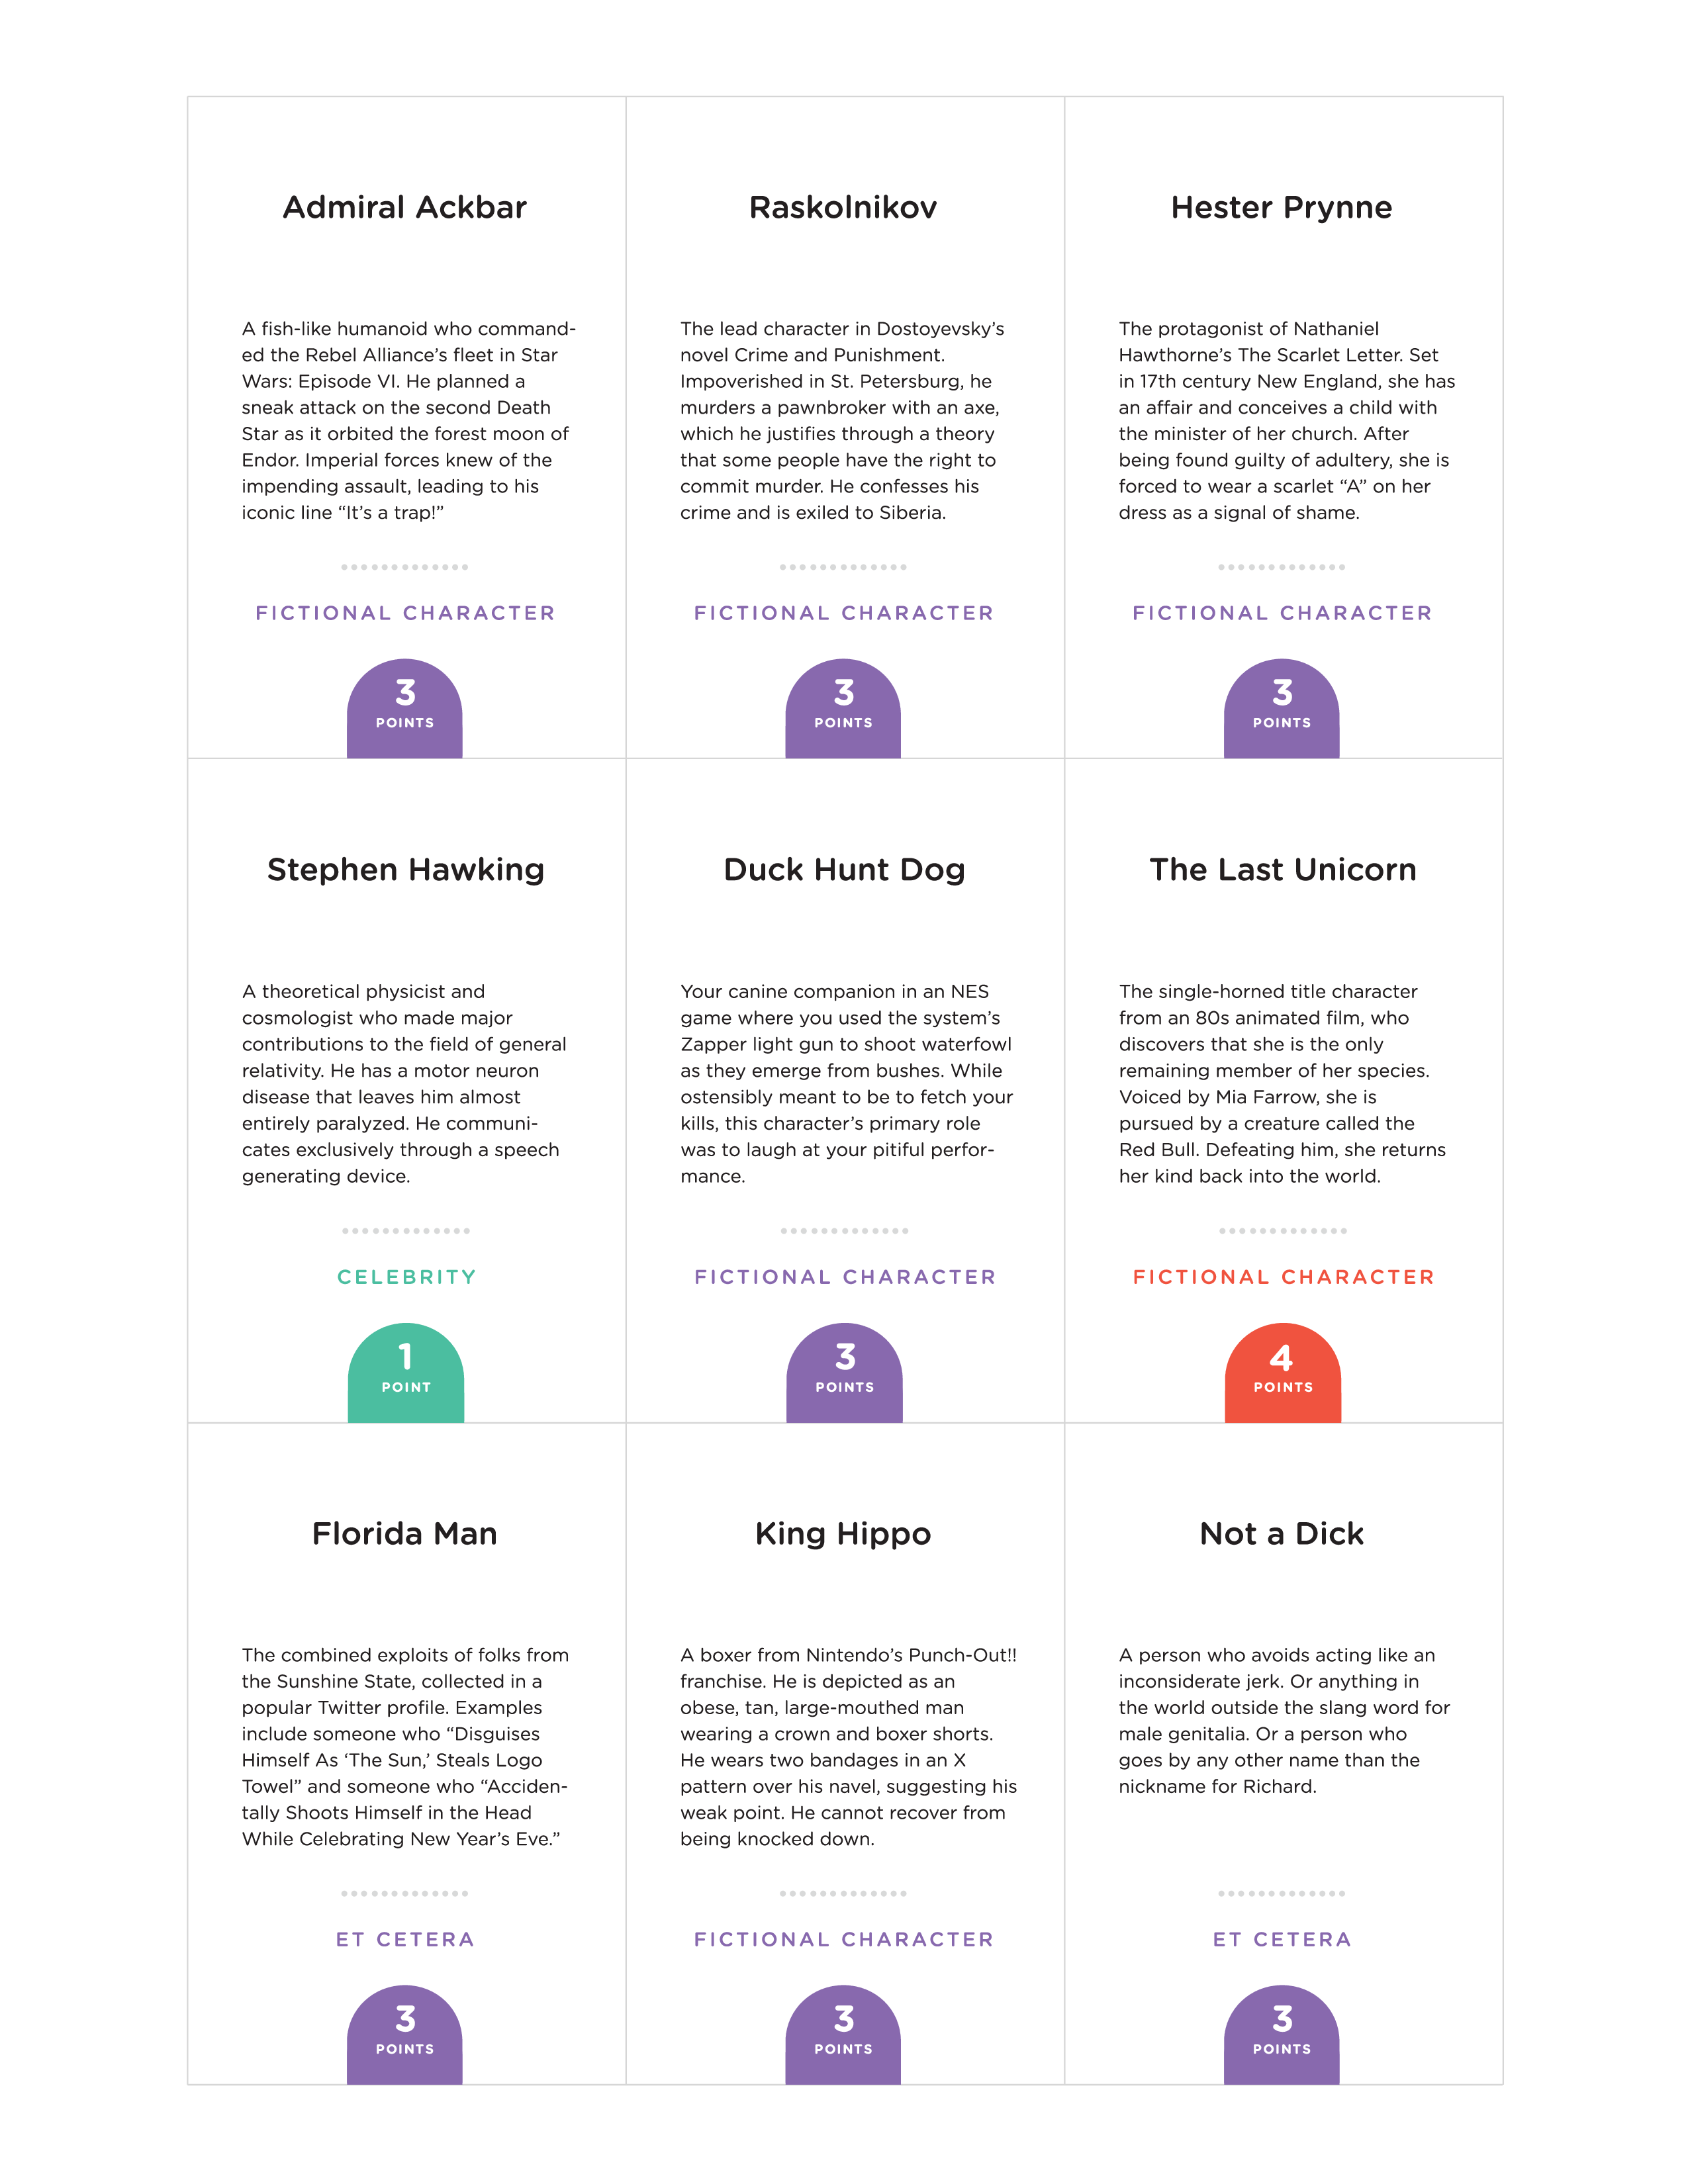 Admiral Ackbar
A fish-like humanoid who command-
ed the Rebel Alliance’s fleet in Star
Wars: Episode VI. He planned a
sneak attack on the second Death
Star as it orbited the forest moon of
Endor. Imperial forces knew of the
impending assault, leading to his
iconic line “It’s a trap!”
FICTIONAL CHARACTER
3
POINTS
Raskolnikov
The lead character in Dostoyevsky’s
novel Crime and Punishment.
Impoverished in St. Petersburg, he
murders a pawnbroker with an axe,
which he justifies through a theory
that some people have the right to
commit murder. He confesses his
crime and is exiled to Siberia.
FICTIONAL CHARACTER
3
POINTS
Hester Prynne
The protagonist of Nathaniel
Hawthorne’s The Scarlet Letter. Set
in 17th century New England, she has
an affair and conceives a child with
the minister of her church. After
being found guilty of adultery, she is
forced to wear a scarlet “A” on her
dress as a signal of shame.
FICTIONAL CHARACTER
3
POINTS
Stephen Hawking
A theoretical physicist and
cosmologist who made major
contributions to the field of general
relativity. He has a motor neuron
disease that leaves him almost
entirely paralyzed. He communi-
cates exclusively through a speech
generating device.
CELEBRITY
1
POINT
Duck Hunt Dog
Your canine companion in an NES
game where you used the system’s
Zapper light gun to shoot waterfowl
as they emerge from bushes. While
ostensibly meant to be to fetch your
kills, this character’s primary role
was to laugh at your pitiful perfor-
mance.
FICTIONAL CHARACTER
3
POINTS
The Last Unicorn
The single-horned title character
from an 80s animated film, who
discovers that she is the only
remaining member of her species.
Voiced by Mia Farrow, she is
pursued by a creature called the
Red Bull. Defeating him, she returns
her kind back into the world.
FICTIONAL CHARACTER
4
POINTS
Florida Man
The combined exploits of folks from
the Sunshine State, collected in a
popular Twitter profile. Examples
include someone who “Disguises
Himself As ‘The Sun,’ Steals Logo
Towel” and someone who “Acciden-
tally Shoots Himself in the Head
While Celebrating New Year’s Eve.”
ET CETERA
3
POINTS
King Hippo
A boxer from Nintendo’s Punch-Out!!
franchise. He is depicted as an
obese, tan, large-mouthed man
wearing a crown and boxer shorts.
He wears two bandages in an X
pattern over his navel, suggesting his
weak point. He cannot recover from
being knocked down.
FICTIONAL CHARACTER
3
POINTS
Not a Dick
A person who avoids acting like an
inconsiderate jerk. Or anything in
the world outside the slang word for
male genitalia. Or a person who
goes by any other name than the
nickname for Richard.
ET CETERA
3
POINTS